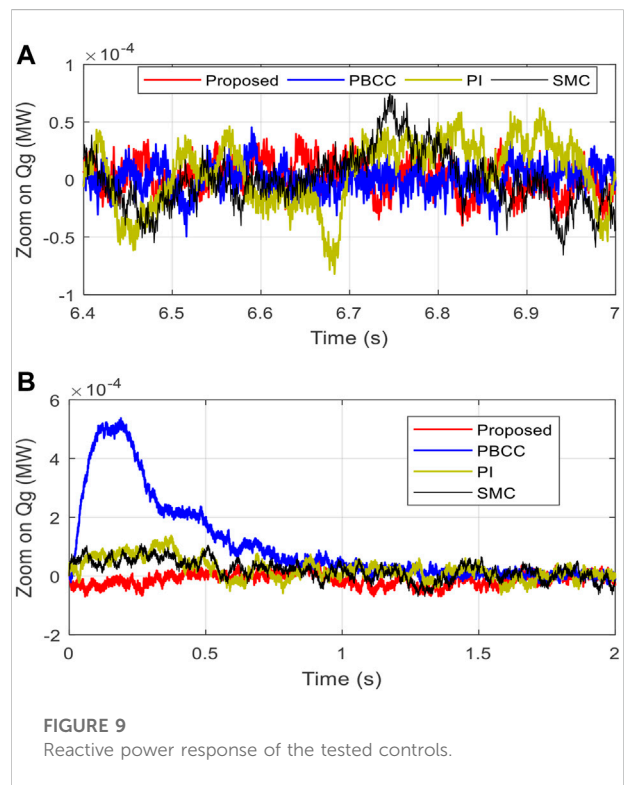 A
× 10^-4
Zoom on Qg (MW)
1
0.5
0
-0.5
-1
Proposed PBCC PI SMC
6.4 6.5 6.6 6.7 6.8 6.9 7
Time (s)
B
× 10^-4
Zoom on Qg (MW)
6
4
2
0
-2
Proposed
PBCC
PI
SMC
0 0.5 1 1.5 2
Time (s)
FIGURE 9
Reactive power response of the tested controls.